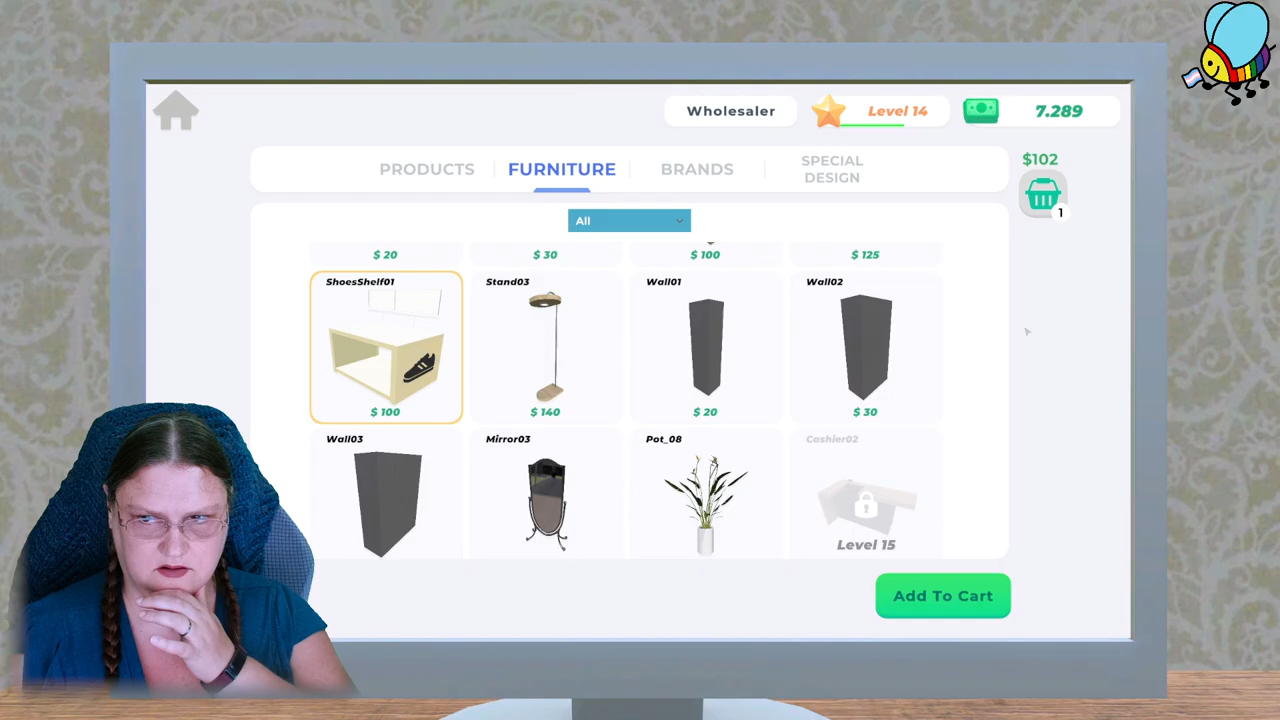 Wholesaler
Level 14
7.289
PRODUCTS
FURNITURE
BRANDS
SPECIAL
DESIGN
$102
1
All
$ 20
$ 30
$ 100
$ 125
ShoesShelf01
Stand03
Wall01
Wall02
$ 100
$ 140
$ 20
$ 30
Wall03
Mirror03
Pot_08
Cashier02
Level 15
Add To Cart